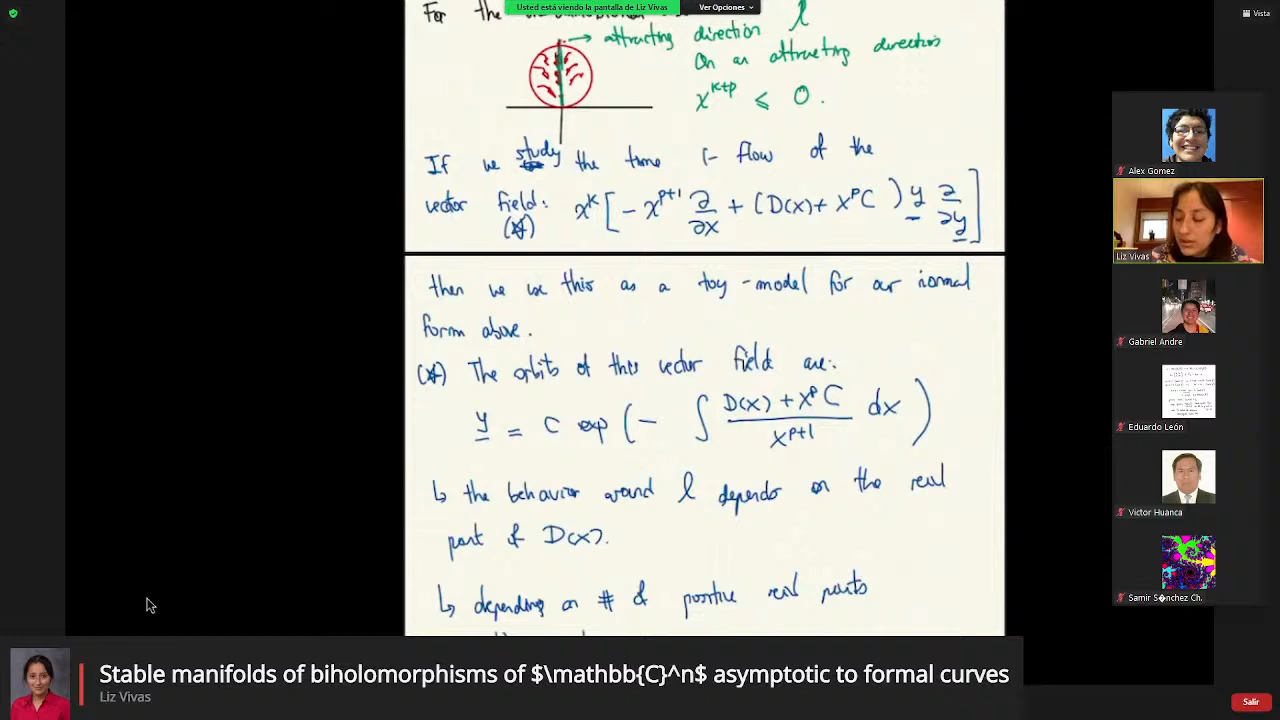 Usted está viendo la pantalla de Liz Vivas
Ver Opciones
Vista
For the
attracting direction l
On an attracting direction
x^{k+p} ≤ 0.
If we study the time 1- flow of the
vector field: x^k [ - x^{p+1} ∂/∂x + (D(x) + x^p C ) y ∂/∂y ]
(*)
then we use this as a toy-model for our normal
form above.
(*) The orbits of this vector field are:
y = C exp ( - ∫ D(x) + x^p C / x^{p+1} dx )
↳ the behavior around l depends on the real
part of D(x).
↳ depending on # of positive real parts
Alex Gomez
Liz Vivas
Gabriel Andre
Eduardo León
Victor Huanca
Samir S�nchez Ch.
Stable manifolds of biholomorphisms of $\mathbb{C}^n$ asymptotic to formal curves
Liz Vivas
Salir